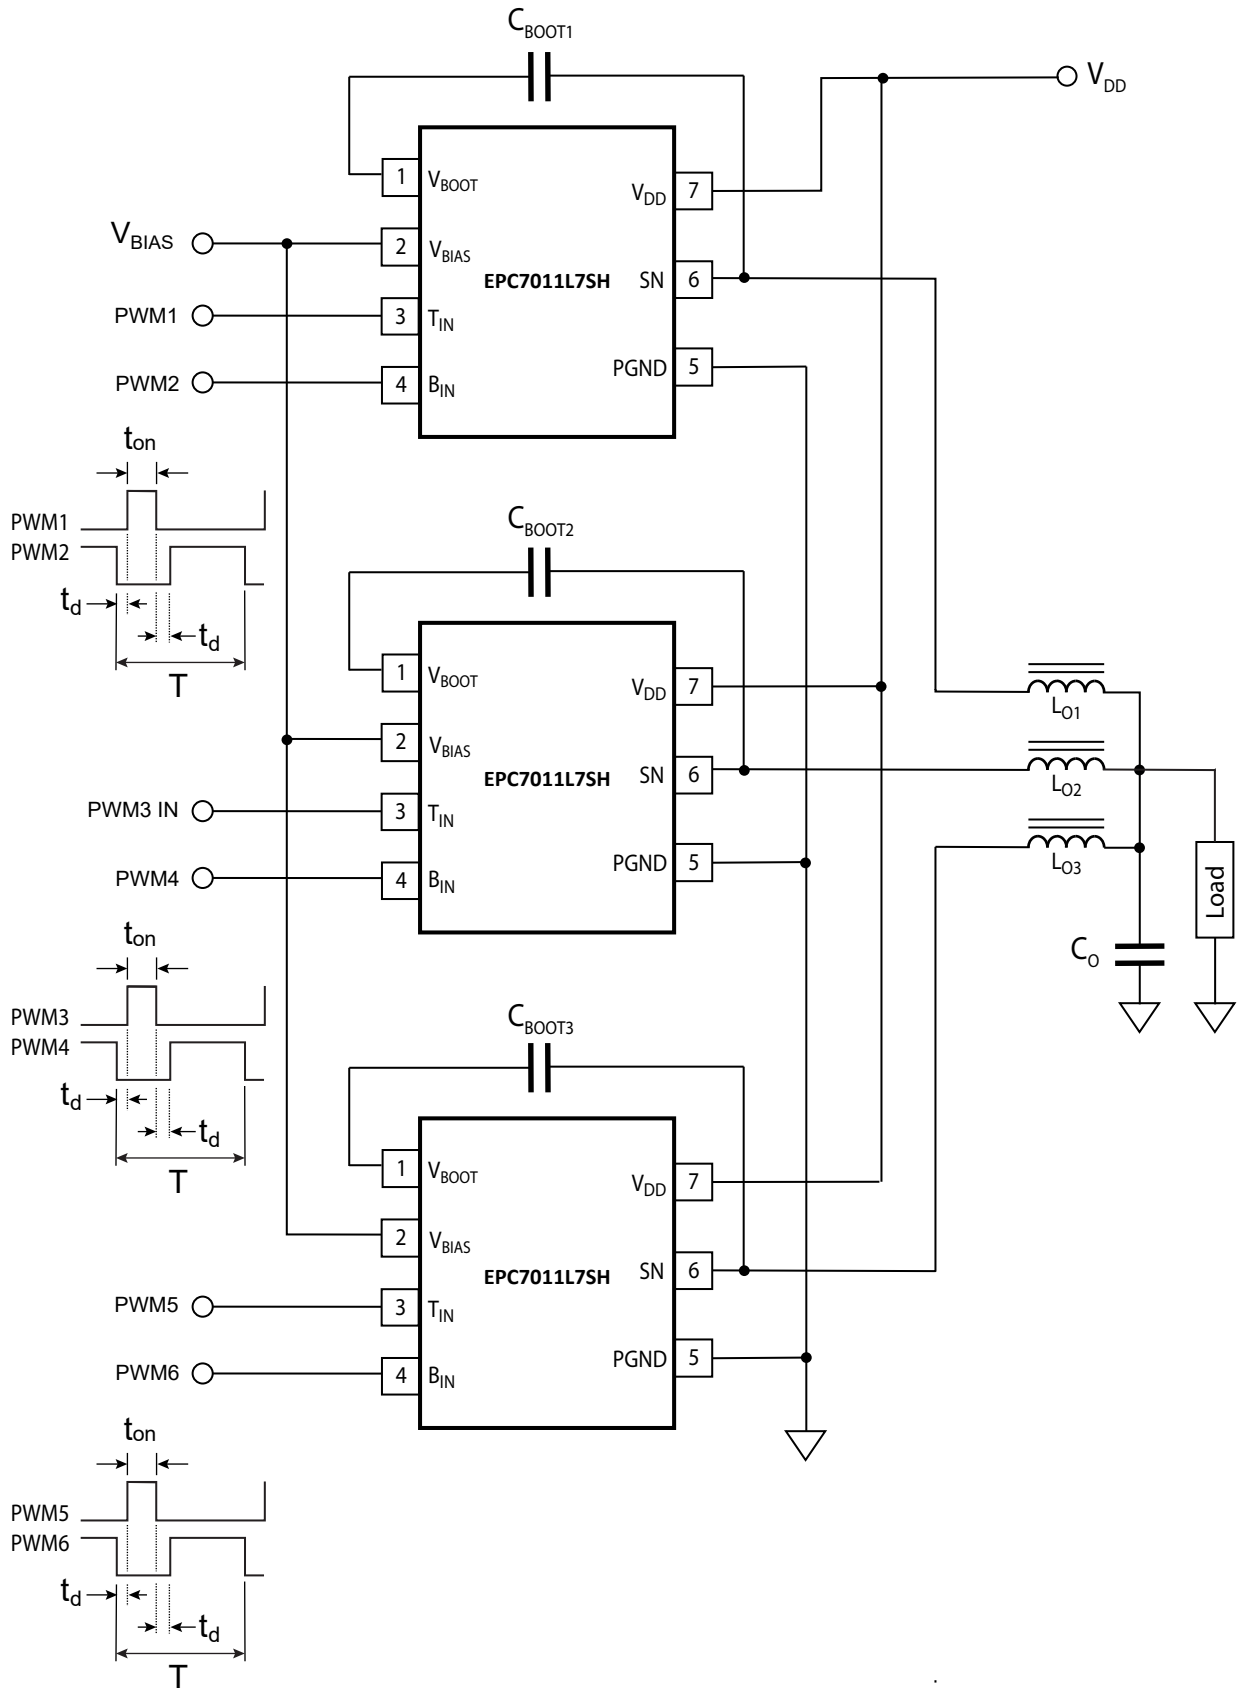 CBOOT1
VDD
1 VBOOT
VDD 7
VBIAS
2 VBIAS
EPC7011L7SH
SN 6
PWM1
3 TIN
PWM2
4 BIN
PGND 5
ton
PWM1
PWM2
td
td
T
CBOOT2
1 VBOOT
VDD 7
2 VBIAS
EPC7011L7SH
SN 6
PWM3 IN
3 TIN
PWM4
4 BIN
PGND 5
LO1
LO2
LO3
Load
CO
ton
PWM3
PWM4
td
td
T
CBOOT3
1 VBOOT
VDD 7
2 VBIAS
EPC7011L7SH
SN 6
PWM5
3 TIN
PWM6
4 BIN
PGND 5
ton
PWM5
PWM6
td
td
T